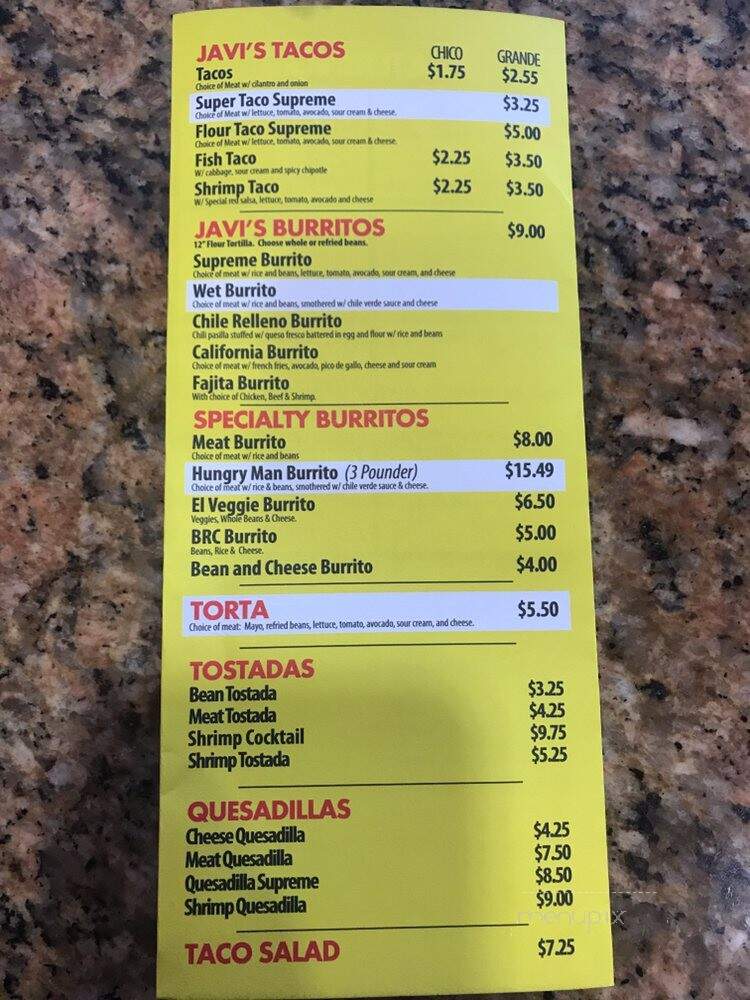 JAVI'S TACOS CHICO GRANDE
Tacos $1.75 $2.55
Choice of Meat w/ cilantro and onion
Super Taco Supreme $3.25
Choice of Meat w/ lettuce, tomato, avocado, sour cream & cheese.
Flour Taco Supreme $5.00
Choice of Meat w/ lettuce, tomato, avocado, sour cream & cheese.
Fish Taco $2.25 $3.50
W/ cabbage, sour cream and spicy chipotle
Shrimp Taco $2.25 $3.50
W/ Special red salsa, lettuce, tomato, avocado and cheese
JAVI'S BURRITOS $9.00
12" Flour Tortilla. Choose whole or refried beans.
Supreme Burrito
Choice of meat w/ rice and beans, lettuce, tomato, avocado, sour cream, and cheese
Wet Burrito
Choice of meat w/ rice and beans, smothered w/ chile verde sauce and cheese
Chile Relleno Burrito
Chili pasilla stuffed w/ queso fresco battered in egg and flour w/ rice and beans
California Burrito
Choice of meat w/ french fries, avocado, pico de gallo, cheese and sour cream
Fajita Burrito
With choice of Chicken, Beef & Shrimp.
SPECIALTY BURRITOS
Meat Burrito $8.00
Choice of meat w/ rice and beans
Hungry Man Burrito (3 Pounder) $15.49
Choice of meat w/ rice & beans, smothered w/ chile verde sauce & cheese.
El Veggie Burrito $6.50
Veggies, Whole Beans & Cheese.
BRC Burrito $5.00
Beans, Rice & Cheese.
Bean and Cheese Burrito $4.00
TORTA $5.50
Choice of meat: Mayo, refried beans, lettuce, tomato, avocado, sour cream, and cheese.
TOSTADAS
Bean Tostada $3.25
Meat Tostada $4.25
Shrimp Cocktail $9.75
Shrimp Tostada $5.25
QUESADILLAS
Cheese Quesadilla $4.25
Meat Quesadilla $7.50
Quesadilla Supreme $8.50
Shrimp Quesadilla $9.00
menupix
TACO SALAD $7.25